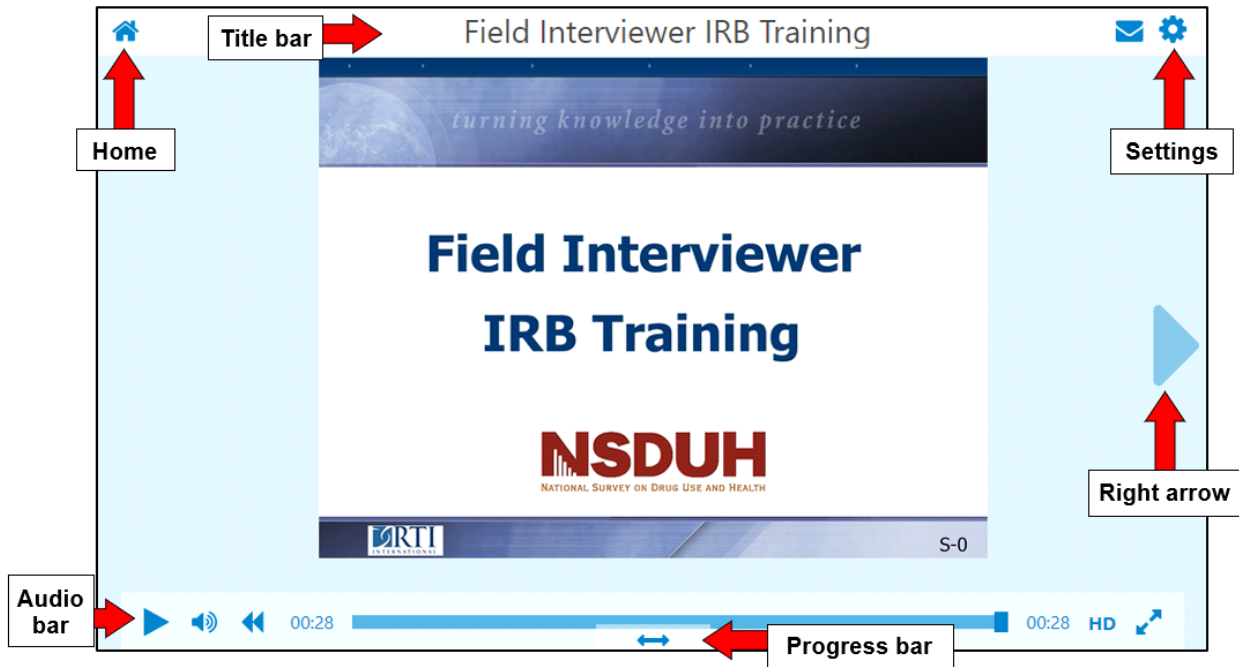 Title bar
Field Interviewer IRB Training
Home
Settings
turning knowledge into practice
Field Interviewer
IRB Training
NSDUH
NATIONAL SURVEY ON DRUG USE AND HEALTH
Right arrow
RTI
INTERNATIONAL
S-0
Audio
bar
00:28
00:28
HD
Progress bar